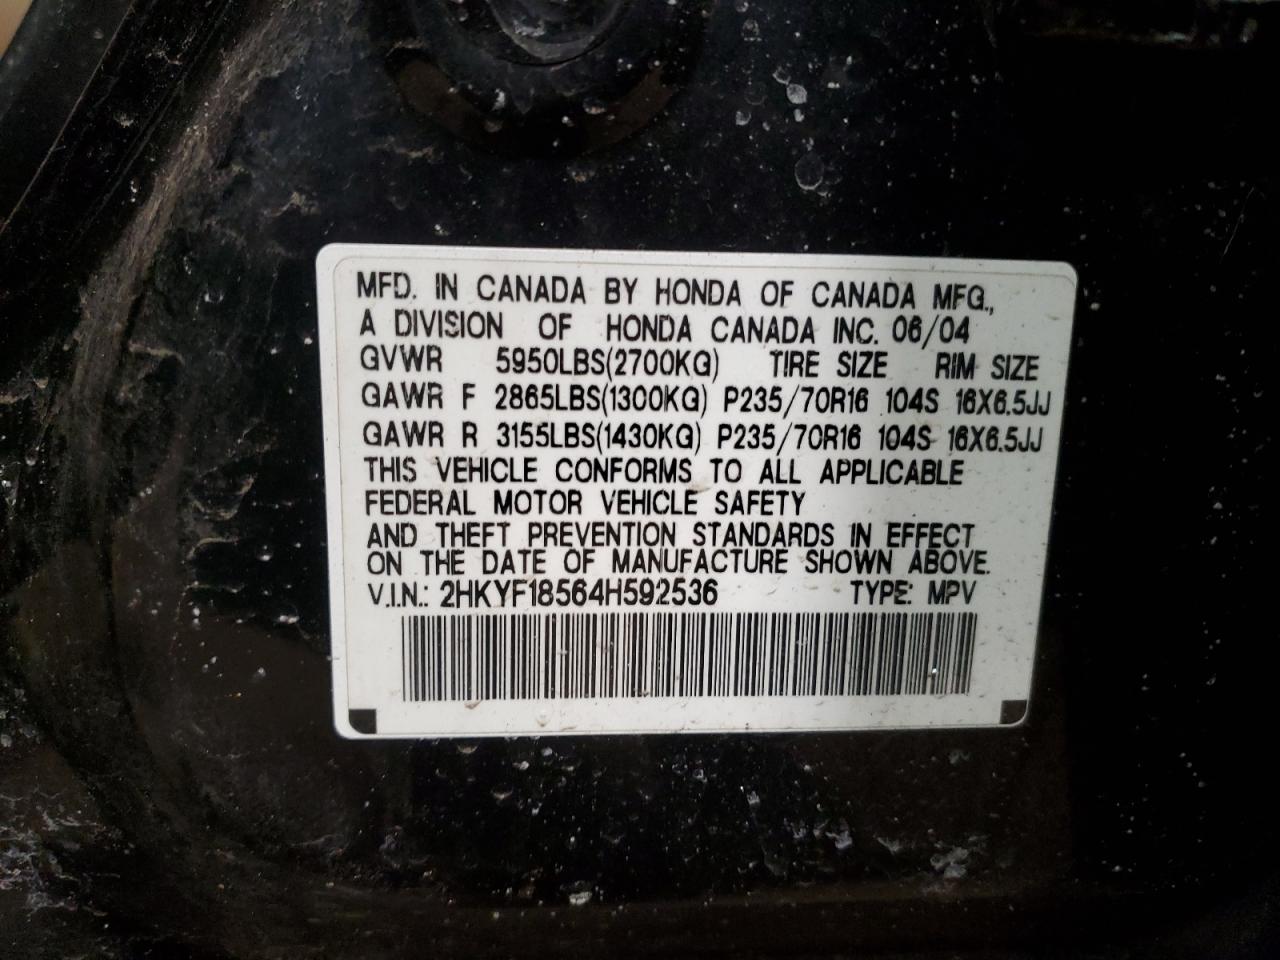 MFD. IN CANADA BY HONDA OF CANADA MFG.,
A DIVISION OF HONDA CANADA INC. 06/04
GVWR 5950LBS(2700KG) TIRE SIZE RIM SIZE
GAWR F 2865LBS(1300KG) P235/70R16 104S 16X6.5JJ
GAWR R 3155LBS(1430KG) P235/70R16 104S 16X6.5JJ
THIS VEHICLE CONFORMS TO ALL APPLICABLE
FEDERAL MOTOR VEHICLE SAFETY
AND THEFT PREVENTION STANDARDS IN EFFECT
ON THE DATE OF MANUFACTURE SHOWN ABOVE.
V.I.N.: 2HKYF18564H592536 TYPE: MPV